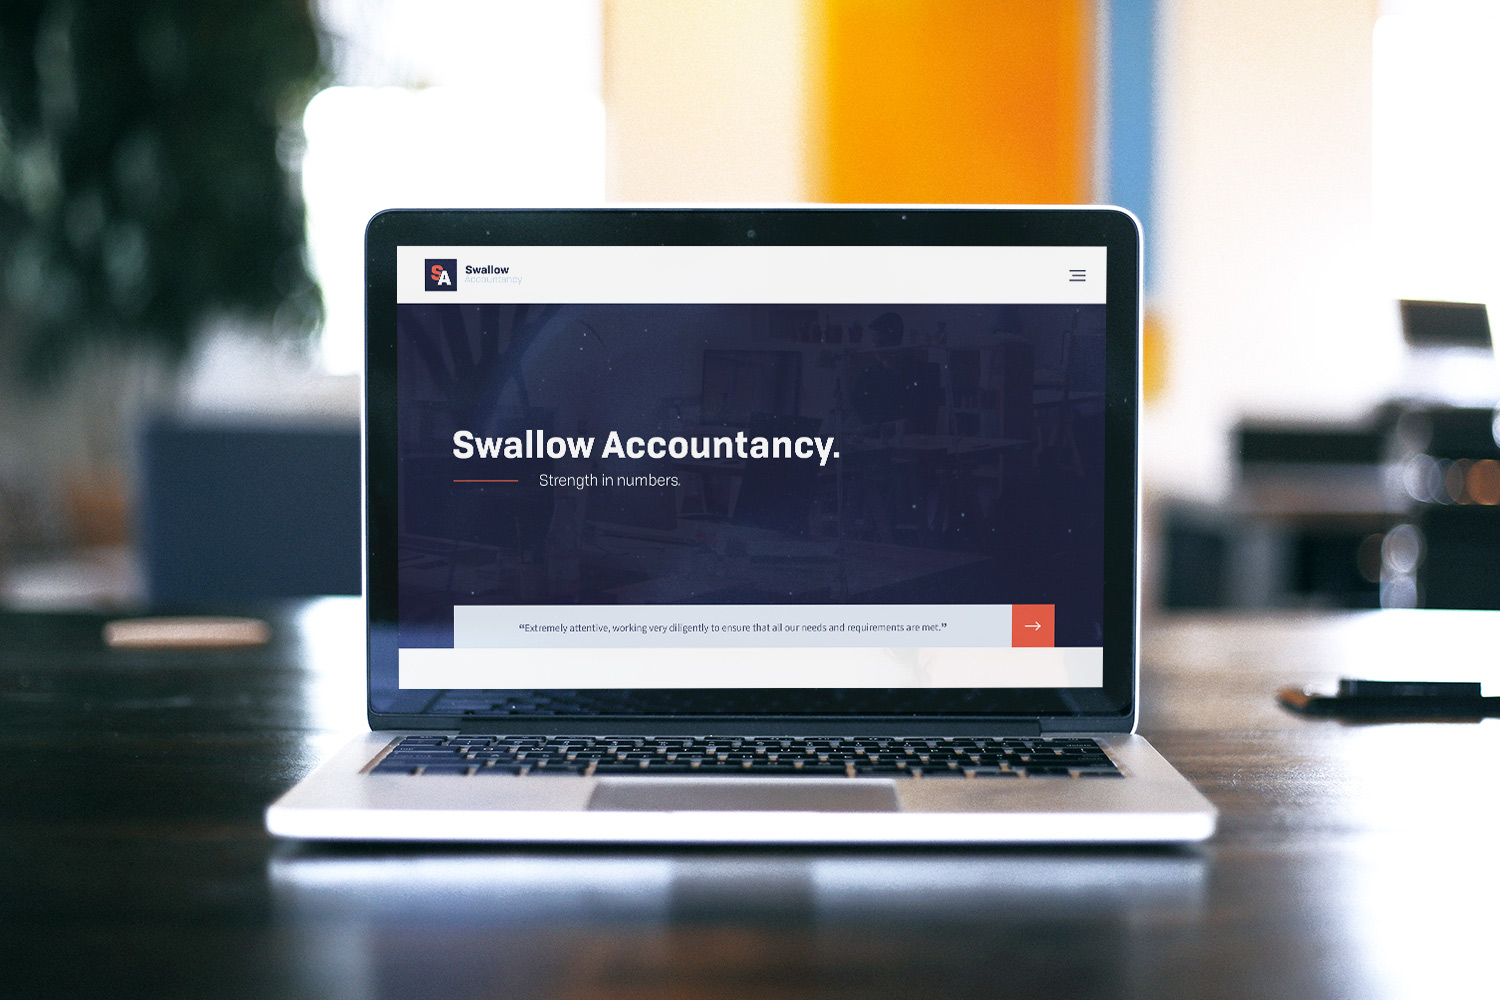 SA
Swallow
Accountancy
Swallow Accountancy.
Strength in numbers.
“Extremely attentive, working very diligently to ensure that all our needs and requirements are met.”